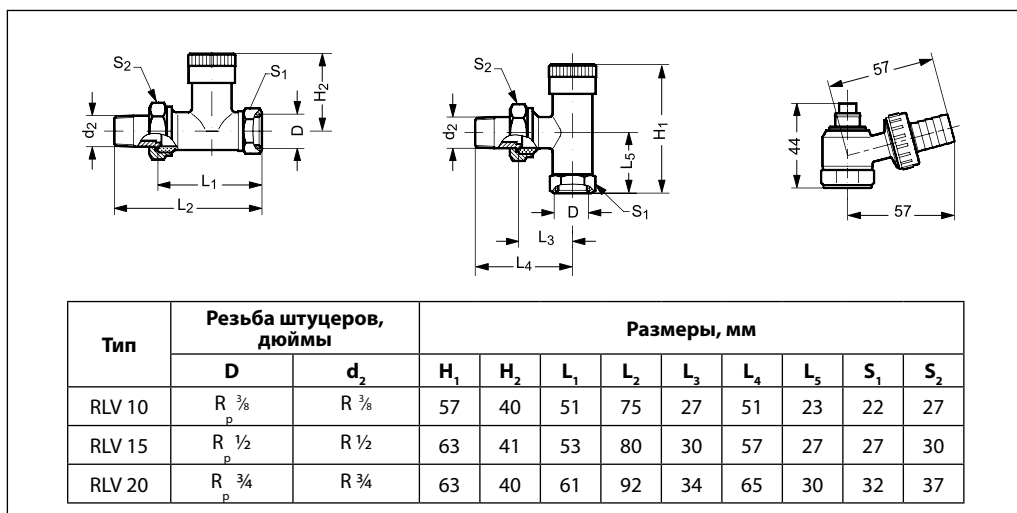 S₂
S₁
H₂
d₂
D
L₁
L₂
S₂
d₂
H₁
L₅
D
S₁
L₃
L₄
57
44
57
Тип
Резьба штуцеров, дюймы
Размеры, мм
D d₂ H₁ H₂ L₁ L₂ L₃ L₄ L₅ S₁ S₂
RLV 10 Rₚ ⅜ R ⅜ 57 40 51 75 27 51 23 22 27
RLV 15 Rₚ ½ R ½ 63 41 53 80 30 57 27 27 30
RLV 20 Rₚ ¾ R ¾ 63 40 61 92 34 65 30 32 37